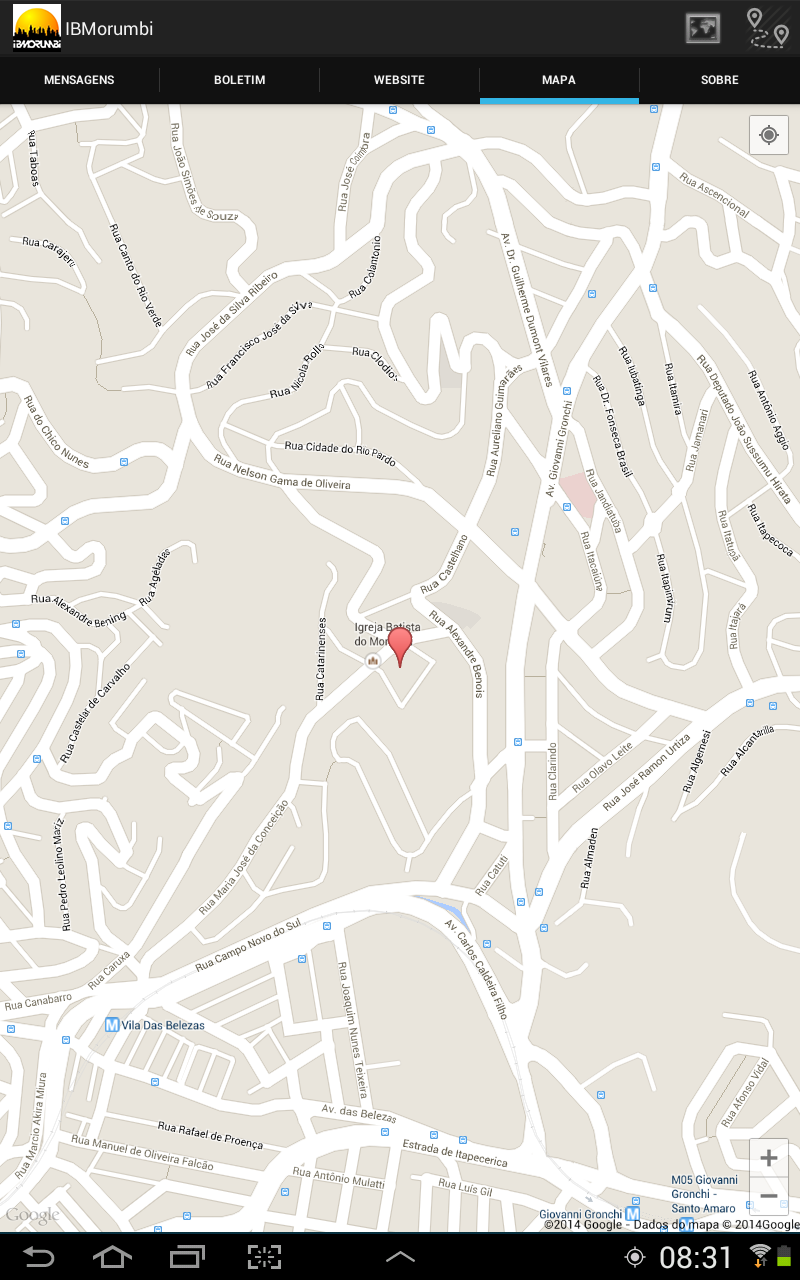 IBMORUMBI
IBMorumbi
MENSAGENS
BOLETIM
WEBSITE
MAPA
SOBRE
Rua Taboas
Rua João Simões de Souza
Rua José Coimbra
Rua Ascencional
Rua Carajera
Rua Canto do Rio Verde
Rua Colantonio
Av. Dr. Guilherme Dumont Vilares
Rua José da Silva Ribeiro
Rua Francisco José da Silva
Rua Nicola Rollo
Rua Clodios
Rua Iubatinga
Rua Itamira
Rua Deputado João Sussumu Hirata
Rua Antônio Aggio
Rua do Chico Nunes
Rua Aureliano Guimarães
Av. Giovanni Gronchi
Rua Dr. Fonseca Brasil
Rua Jamanari
Rua Cidade do Rio Pardo
Rua Nelson Gama de Oliveira
Rua Jandiatuba
Rua Itacaiuna
Rua Itatupã
Rua Itapecoca
Rua Ageladas
Rua Castelhano
Rua Itapimirum
Rua Alexandre Bening
Rua Itajara
Igreja Batista
Rua Catarinenses
Rua Alexandre Benois
Rua Castelar de Carvalho
Rua Clarindo
Rua Olavo Leite
Rua José Ramon Urtiza
Rua Algemesi
Rua Alcantarilla
Rua Pedro Leolino Mariz
Rua Maria José da Conceição
Rua Catuti
Rua Almaden
Rua Campo Novo do Sul
Av. Carlos Caldeira Filho
Rua Caruxa
Rua Canabarro
M Vila Das Belezas
Rua Joaquim Nunes Teixeira
Rua Marcio Akira Miura
Av. das Belezas
Rua Afonso Vidal
Rua Rafael de Proença
Rua Manuel de Oliveira Falcão
Estrada de Itapecerica
Rua Antônio Mulatti
Rua Luís Gil
M05 Giovanni
Gronchi -
Santo Amaro
Giovanni Gronchi M
M
+
−
Google
©2014 Google - Dados do mapa © 2014Google
08:31